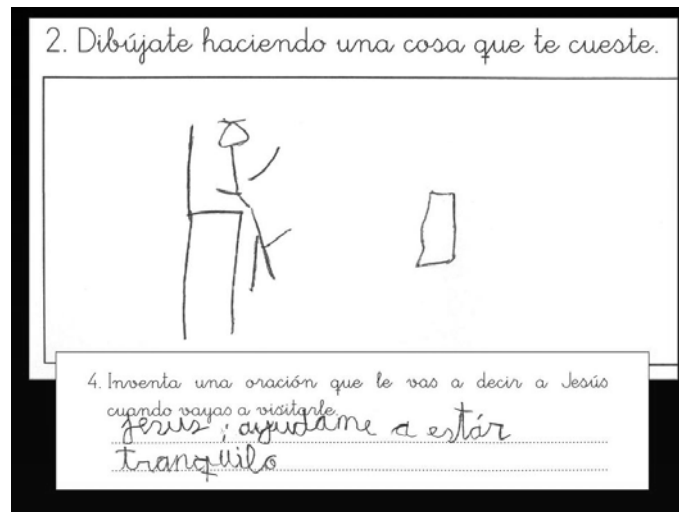 2. Dibújate haciendo una cosa que te cueste.
4. Inventa una oración que le vas a decir a Jesús
cuando vayas a visitarle.
Jesús, ayudame a estár
tranquilo